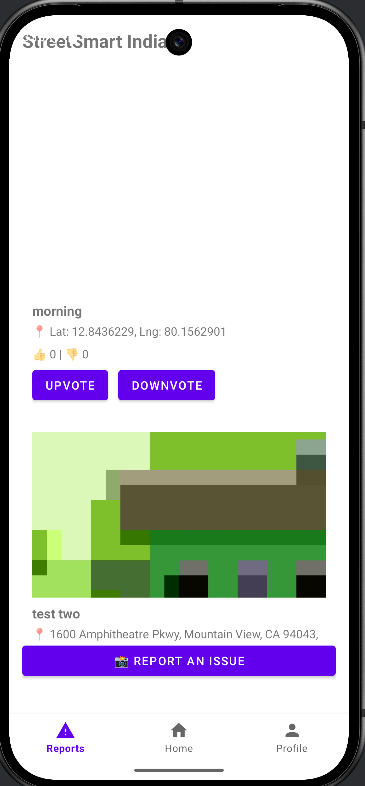 StreetSmart India
morning
📍 Lat: 12.8436229, Lng: 80.1562901
👍 0 | 👎 0
UPVOTE DOWNVOTE
test two
📍 1600 Amphitheatre Pkwy, Mountain View, CA 94043,
📸 REPORT AN ISSUE
Reports Home Profile